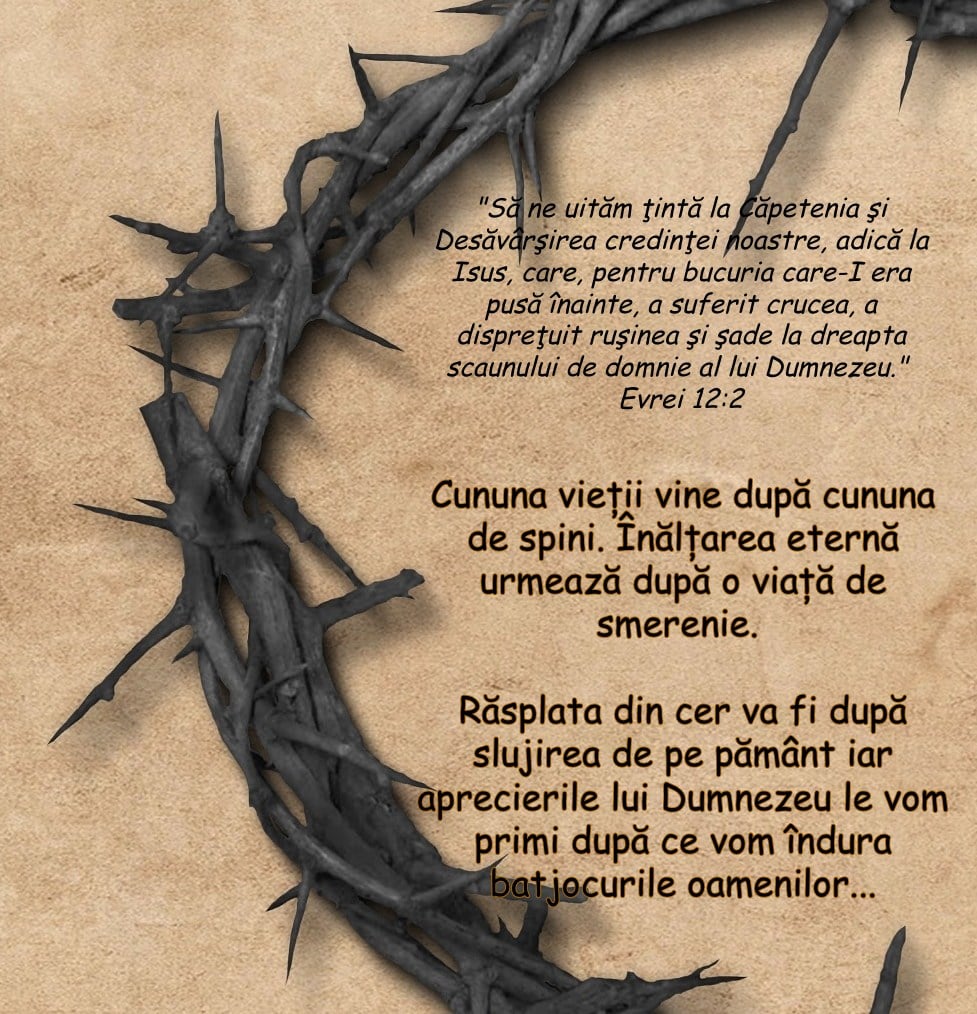 "Să ne uităm ţintă la Căpetenia şi
Desăvârşirea credinţei noastre, adică la
Isus, care, pentru bucuria care-I era
pusă înainte, a suferit crucea, a
dispreţuit ruşinea şi şade la dreapta
scaunului de domnie al lui Dumnezeu."
Evrei 12:2
Cununa vieții vine după cununa
de spini. Înălțarea eternă
urmează după o viață de
smerenie.
Răsplata din cer va fi după
slujirea de pe pământ iar
aprecierile lui Dumnezeu le vom
primi după ce vom îndura
batjocurile oamenilor...